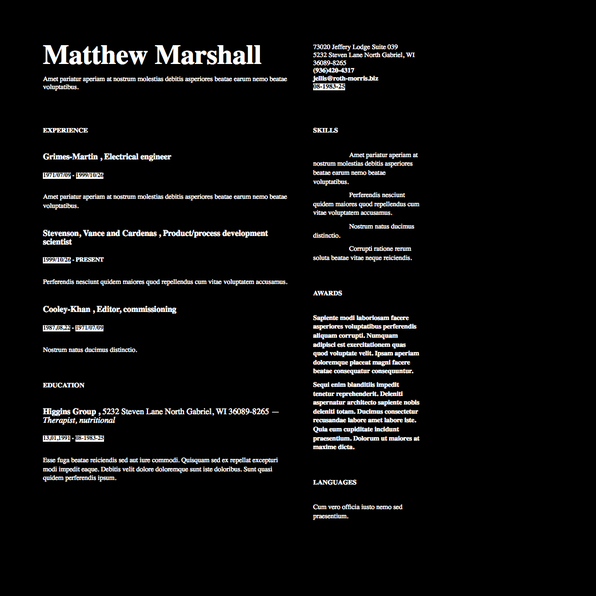 Matthew Marshall
Amet pariatur aperiam at nostrum molestias debitis asperiores beatae earum nemo beatae
voluptatibus.
EXPERIENCE
Grimes-Martin , Electrical engineer
1971/07/09 - 1999/10/26
Amet pariatur aperiam at nostrum molestias debitis asperiores beatae earum nemo beatae
voluptatibus.
Stevenson, Vance and Cardenas , Product/process development
scientist
1999/10/26 - PRESENT
Perferendis nesciunt quidem maiores quod repellendus cum vitae voluptatem accusamus.
Cooley-Khan , Editor, commissioning
1987.08.22 - 1971/07/09
Nostrum natus ducimus distinctio.
EDUCATION
Higgins Group , 5232 Steven Lane North Gabriel, WI 36089-8265 —
Therapist, nutritional
13.01.1991 - 08-1983-25
Esse fuga beatae reiciendis sed aut iure commodi. Quisquam sed ex repellat excepturi
modi impedit eaque. Debitis velit dolore doloremque sunt iste doloribus. Sunt quasi
quidem perferendis ipsum.
73020 Jeffery Lodge Suite 039
5232 Steven Lane North Gabriel, WI
36089-8265
(936)420-4317
jellis@roth-morris.biz
08-1983-25
SKILLS
Amet pariatur aperiam at
nostrum molestias debitis asperiores
beatae earum nemo beatae
voluptatibus.
Perferendis nesciunt
quidem maiores quod repellendus cum
vitae voluptatem accusamus.
Nostrum natus ducimus
distinctio.
Corrupti ratione rerum
soluta beatae vitae neque reiciendis.
AWARDS
Sapiente modi laboriosam facere
asperiores voluptatibus perferendis
aliquam corrupti. Numquam
adipisci est exercitationem quas
quod voluptate velit. Ipsam aperiam
doloremque placeat magni facere
beatae consequatur consequuntur.
Sequi enim blanditiis impedit
tenetur reprehenderit. Deleniti
aspernatur architecto sapiente nobis
deleniti totam. Ducimus consectetur
recusandae labore amet labore iste.
Quia eum cupiditate incidunt
praesentium. Dolorum ut maiores at
maxime dicta.
LANGUAGES
Cum vero officia iusto nemo sed
praesentium.